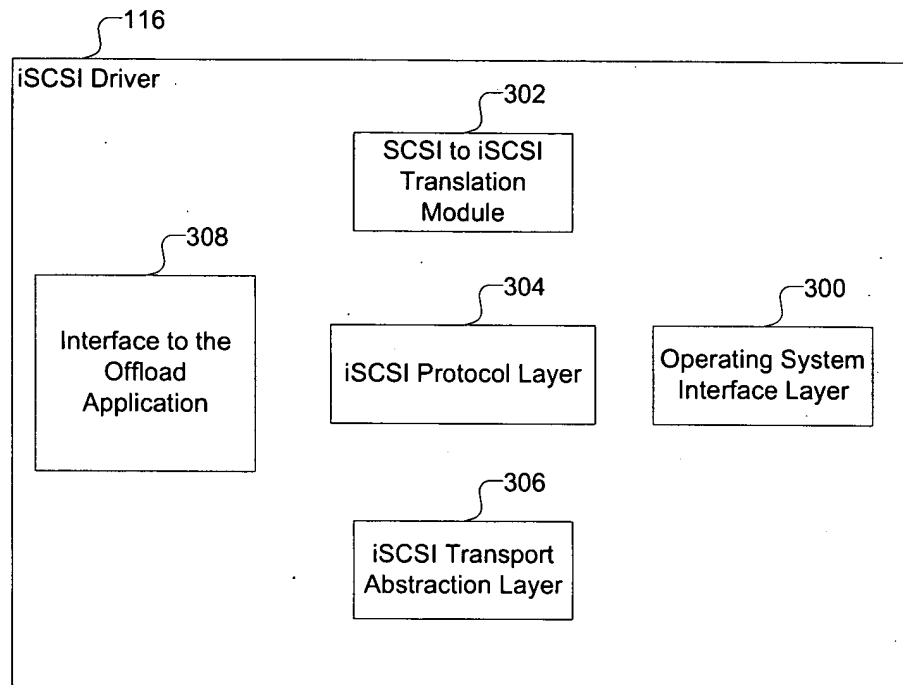 116
iSCSI Driver
302
SCSI to iSCSI
Translation
Module
308
Interface to the
Offload
Application
304
iSCSI Protocol Layer
300
Operating System
Interface Layer
306
iSCSI Transport
Abstraction Layer